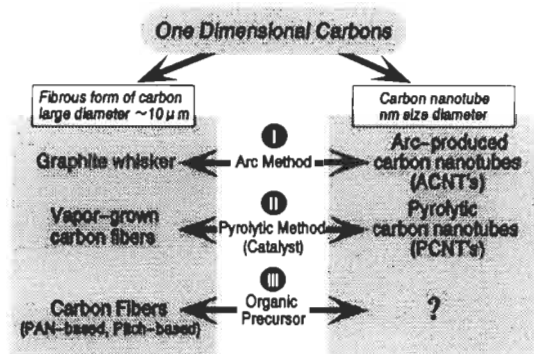 One Dimensional Carbons
Fibrous form of carbon
large diameter ~10 μm
Carbon nanotube
nm size diameter
I
Graphite whisker
Arc Method
Arc-produced
carbon nanotubes
(ACNT's)
II
Vapor-grown
carbon fibers
Pyrolytic Method
(Catalyst)
Pyrolytic
carbon nanotubes
(PCNT's)
III
Carbon Fibers
(PAN-based, Pitch-based)
Organic
Precursor
?